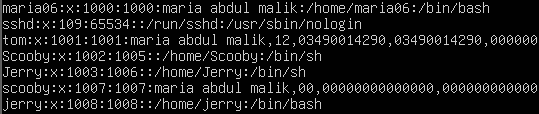 maria06:x:1000:1000:maria abdul malik:/home/maria06:/bin/bash
sshd:x:109:65534::/run/sshd:/usr/sbin/nologin
tom:x:1001:1001:maria abdul malik,12,03490014290,03490014290,000000
Scooby:x:1002:1005::/home/Scooby:/bin/sh
Jerry:x:1003:1006::/home/Jerry:/bin/sh
scooby:x:1007:1007:maria abdul malik,00,00000000000000,000000000000
jerry:x:1008:1008::/home/jerry:/bin/bash